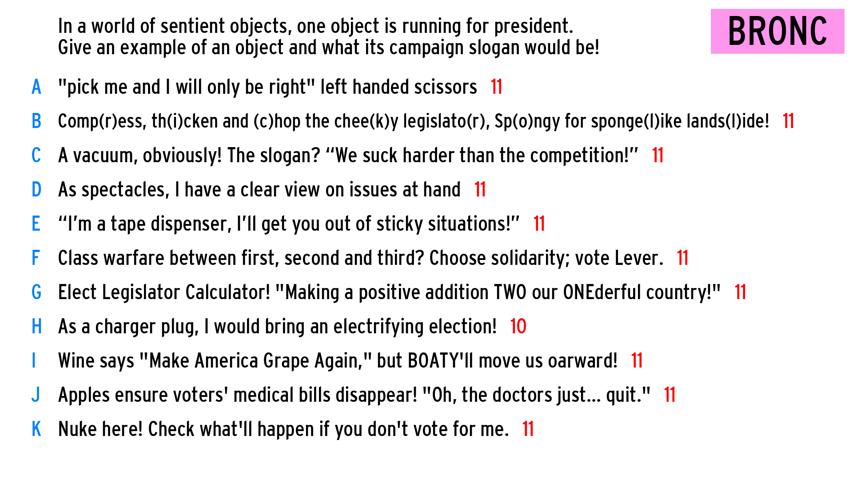 In a world of sentient objects, one object is running for president.
Give an example of an object and what its campaign slogan would be!
BRONC
A "pick me and I will only be right" left handed scissors 11
B Comp(r)ess, th(i)cken and (c)hop the chee(k)y legislato(r), Sp(o)ngy for sponge(l)ike lands(l)ide! 11
C A vacuum, obviously! The slogan? “We suck harder than the competition!” 11
D As spectacles, I have a clear view on issues at hand 11
E “I’m a tape dispenser, I’ll get you out of sticky situations!” 11
F Class warfare between first, second and third? Choose solidarity; vote Lever. 11
G Elect Legislator Calculator! "Making a positive addition TWO our ONEderful country!" 11
H As a charger plug, I would bring an electrifying election! 10
I Wine says "Make America Grape Again," but BOATY'll move us oarward! 11
J Apples ensure voters' medical bills disappear! "Oh, the doctors just... quit." 11
K Nuke here! Check what'll happen if you don't vote for me. 11